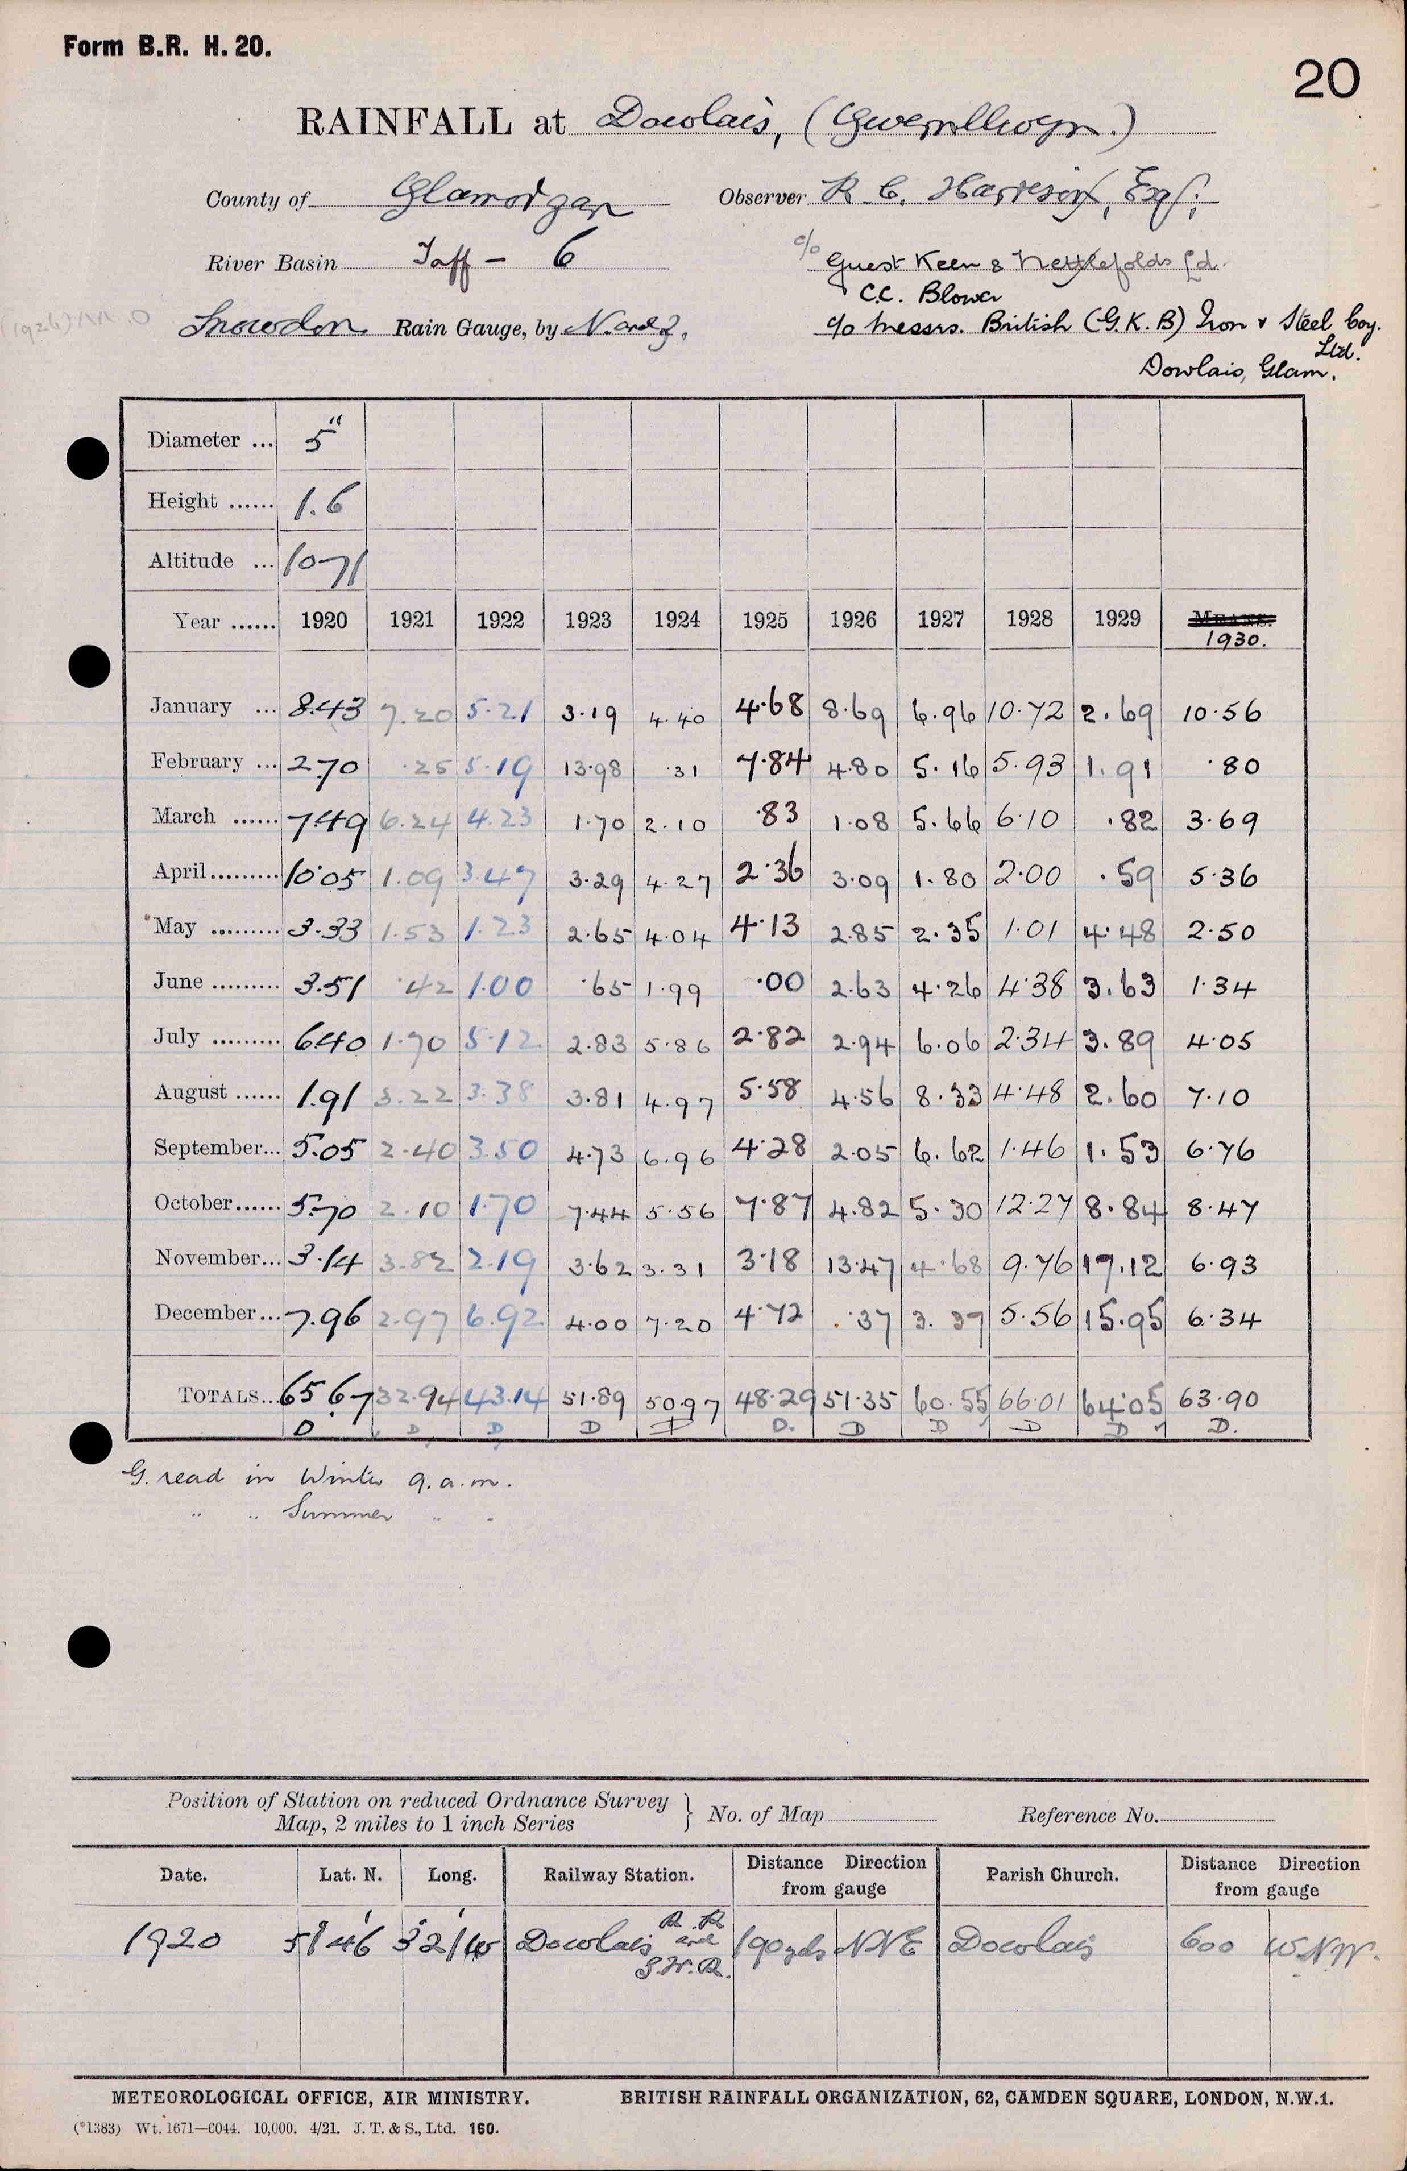 Form B.R. H. 20.
20
RAINFALL at Dowlais, (Gwernllwyn.)
County of Glamorgan Observer R. C. Harrison, Esq;
River Basin Taff - 6 c/o Guest Keen & Nettlefolds Ld.
C.C. Blower
Snowdon Rain Gauge, by N. and Z. c/o Messrs. British (G.K.B) Iron & Steel Coy. Ltd.
Dowlais, Glam.
Diameter ... 5"
Height ...... 1.6
Altitude ... 1071
Year ...... 1920 1921 1922 1923 1924 1925 1926 1927 1928 1929 MEANS. 1930.
January ... 8.43 7.20 5.21 3.19 4.40 4.68 8.69 6.96 10.72 2.69 10.56
February ... 2.70 .25 5.19 13.98 .31 7.84 4.80 5.16 5.93 1.91 .80
March ...... 7.49 6.24 4.23 1.70 2.10 .83 1.08 5.66 6.10 .82 3.69
April......... 10.05 1.09 3.47 3.29 4.27 2.36 3.09 1.80 2.00 .59 5.36
May ......... 3.33 1.53 1.23 2.65 4.04 4.13 2.85 2.35 1.01 4.48 2.50
June ......... 3.51 .42 1.00 .65 1.99 .00 2.63 4.26 4.38 3.63 1.34
July ......... 6.40 1.70 5.12 2.83 5.86 2.82 2.94 6.06 2.34 3.89 4.05
August ...... 1.91 3.22 3.38 3.81 4.97 5.58 4.56 8.33 4.48 2.60 7.10
September... 5.05 2.40 3.50 4.73 6.96 4.28 2.05 6.62 1.46 1.53 6.76
October...... 5.70 2.10 1.70 7.44 5.56 7.87 4.82 5.30 12.27 8.84 8.47
November... 3.14 3.82 2.19 3.62 3.31 3.18 13.47 4.68 9.76 17.12 6.93
December... 7.96 2.97 6.92 4.00 7.20 4.72 .37 3.37 5.56 15.95 6.34
TOTALS... 65.67 32.94 43.14 51.89 50.97 48.29 51.35 60.55 66.01 64.05 63.90
D D D D D D. D D D D D.
G. read in Winter 9.a.m.
" " Summer " "
Position of Station on reduced Ordnance Survey Map, 2 miles to 1 inch Series } No. of Map Reference No.
Date. Lat. N. Long. Railway Station. Distance Direction from gauge Parish Church. Distance Direction from gauge
1920 51° 46' 3° 21' W Dowlais 190 yds NNE Dowlais 600 W.N.W.
METEOROLOGICAL OFFICE, AIR MINISTRY. BRITISH RAINFALL ORGANIZATION, 62, CAMDEN SQUARE, LONDON, N.W.1.
(*1383) Wt. 1671—6044. 10,000. 4/21. J. T. & S., Ltd. 160.